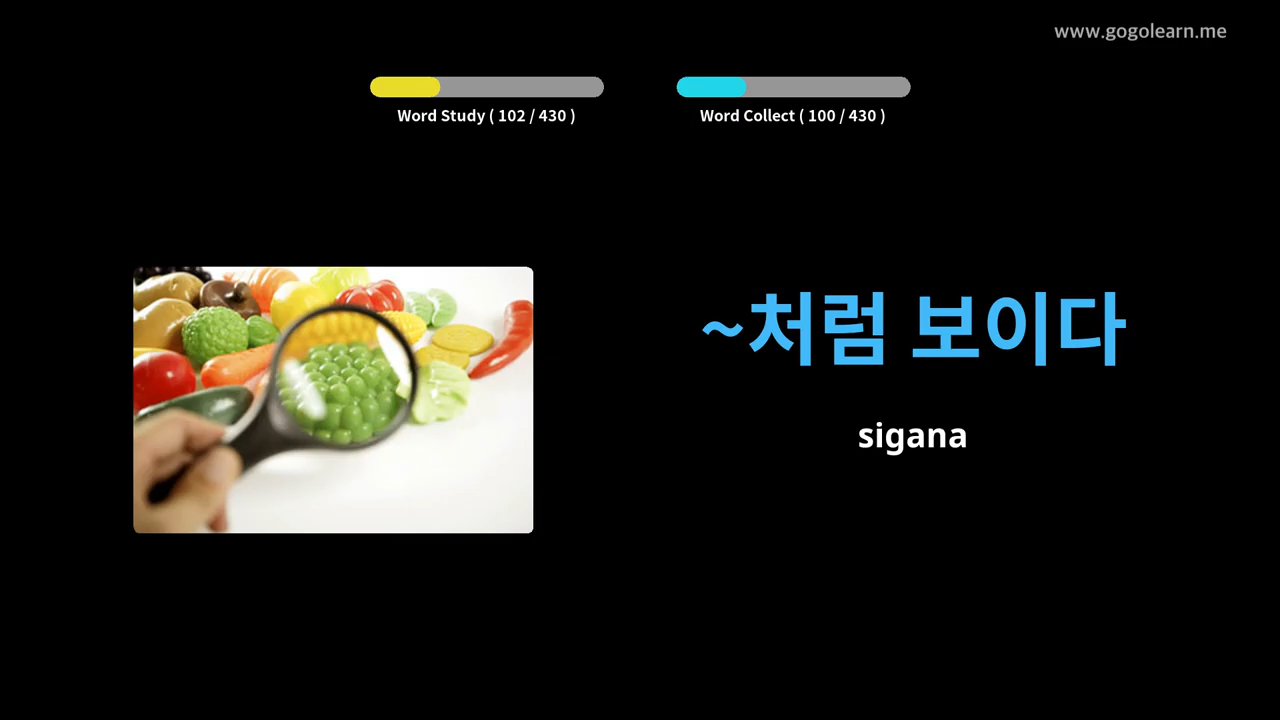 www.gogolearn.me
Word Study ( 102 / 430 )
Word Collect ( 100 / 430 )
~처럼 보이다
sigana